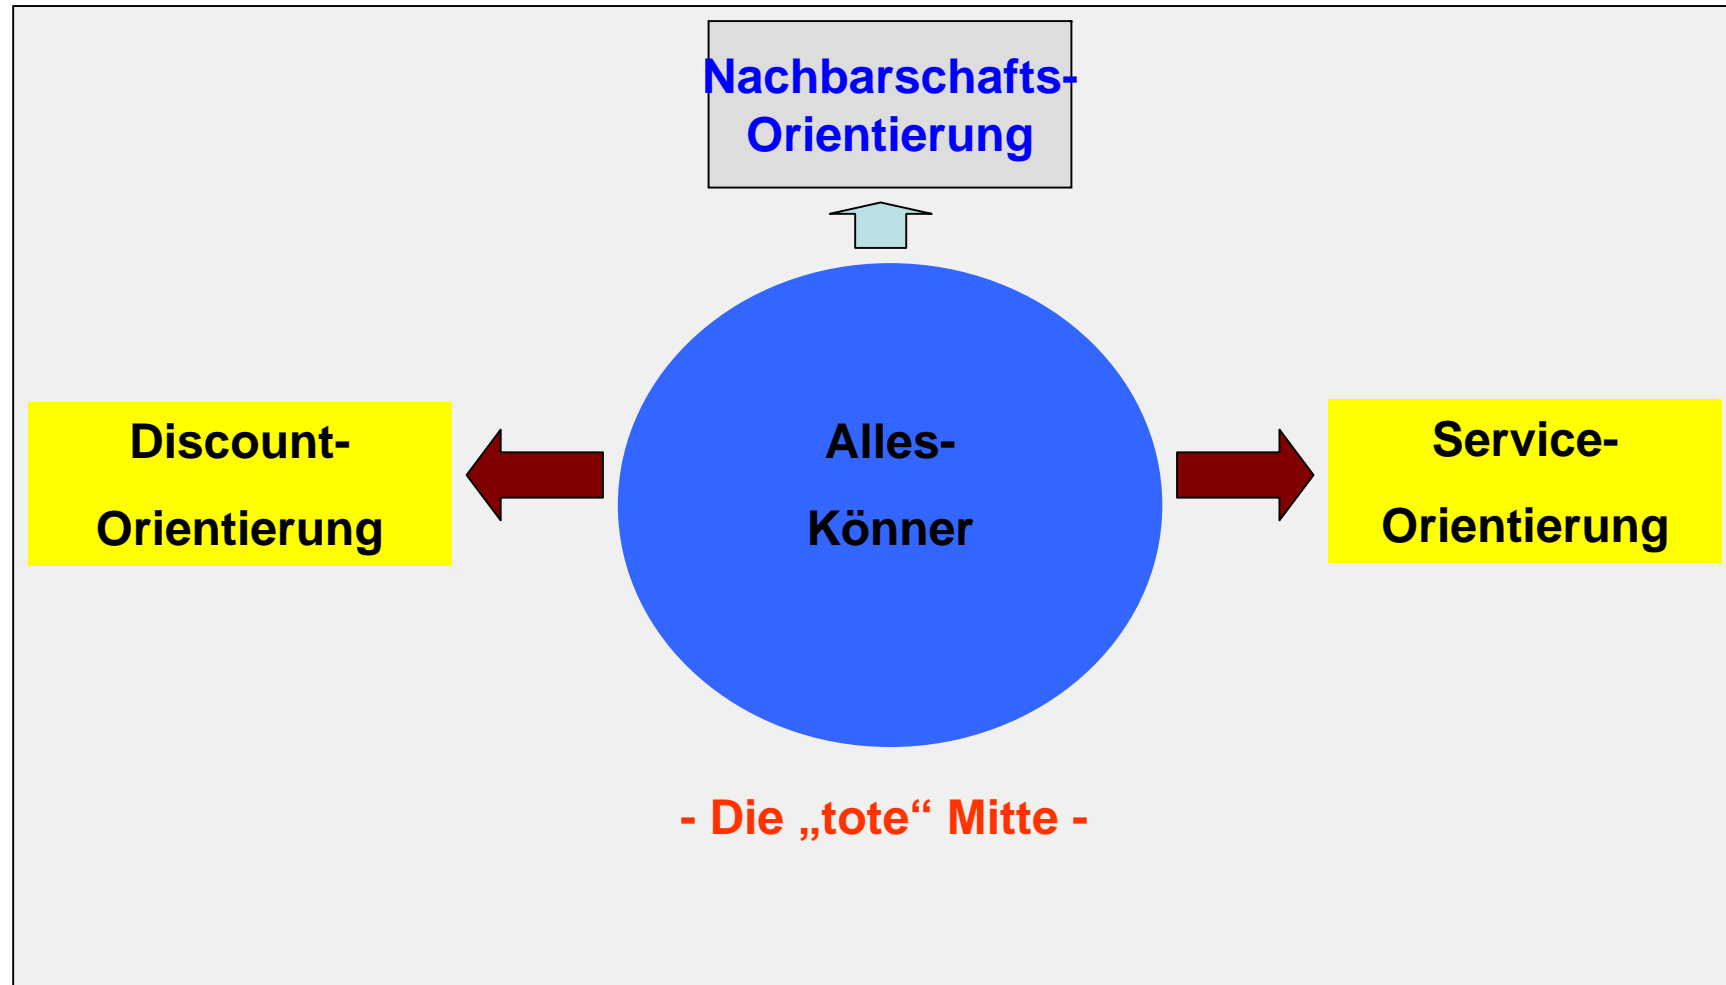 Nachbarschafts-
Orientierung
Discount-
Orientierung
Alles-
Könner
Service-
Orientierung
- Die „tote“ Mitte -